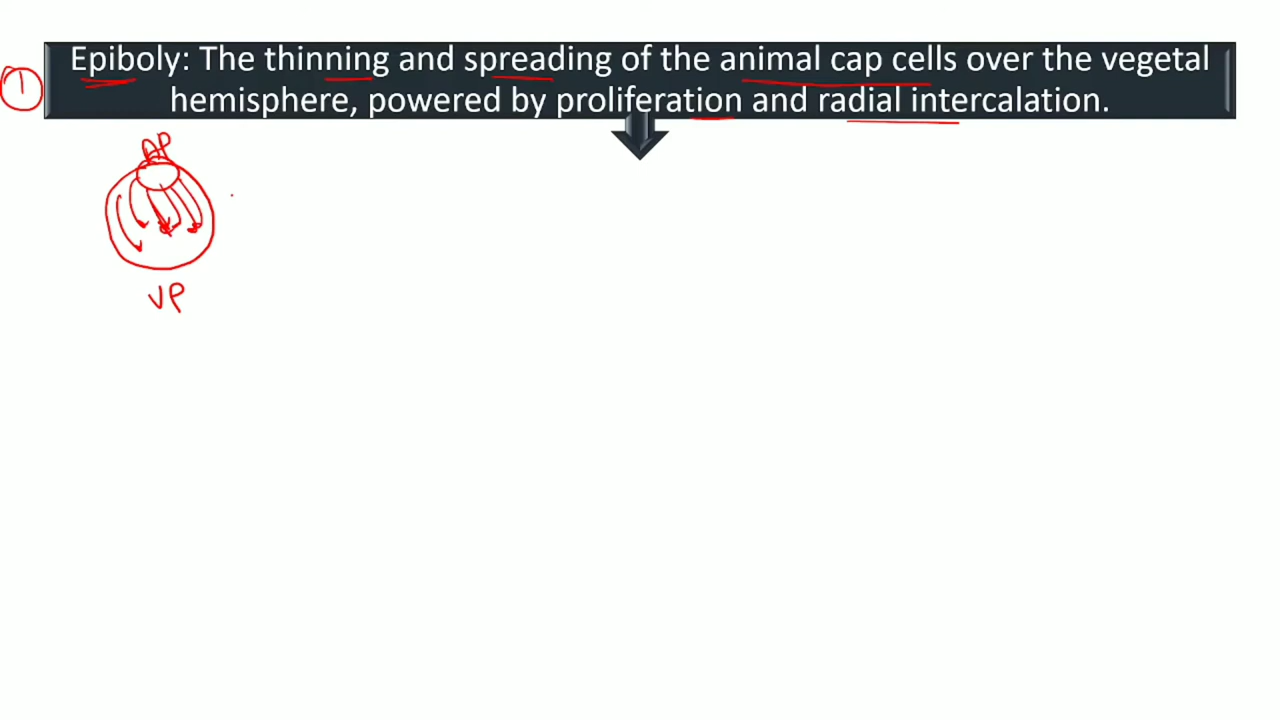 1
Epiboly: The thinning and spreading of the animal cap cells over the vegetal
hemisphere, powered by proliferation and radial intercalation.
AP
VP